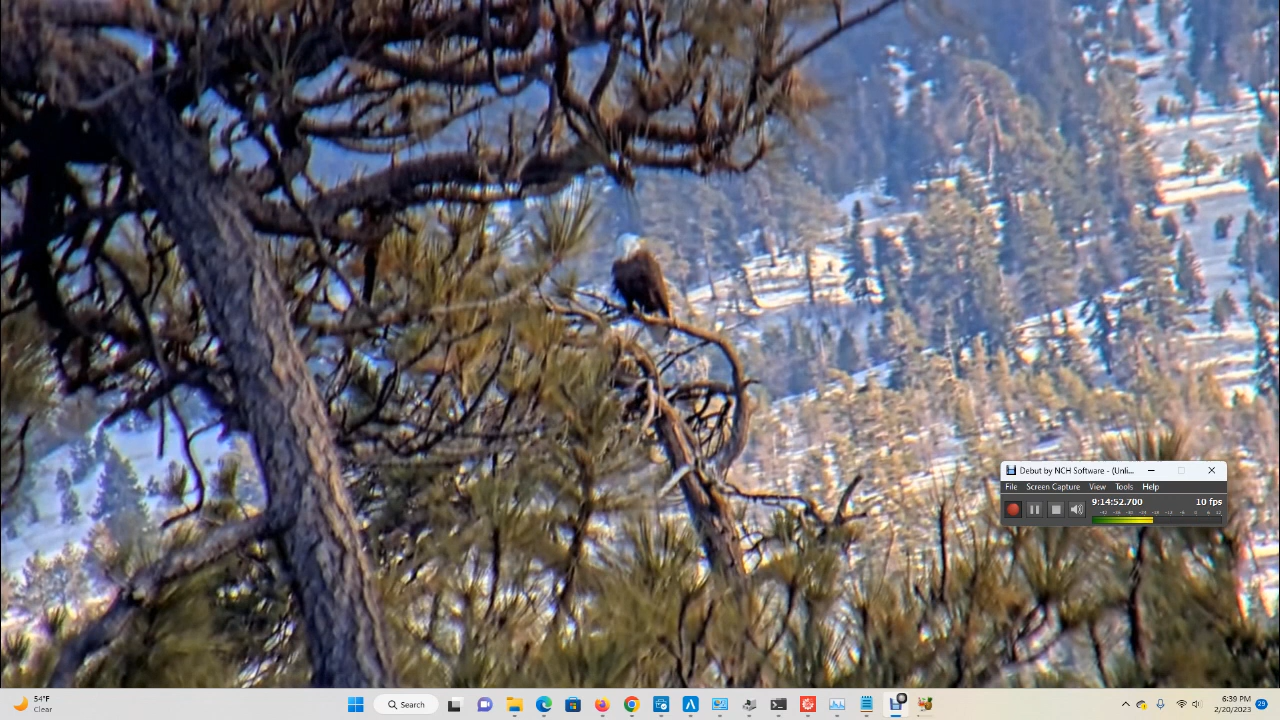 Debut by NCH Software - (Unli...
File Screen Capture View Tools Help
9:14:52.700 10 fps
54°F
Clear
Search
6:39 PM
2/20/2023
29